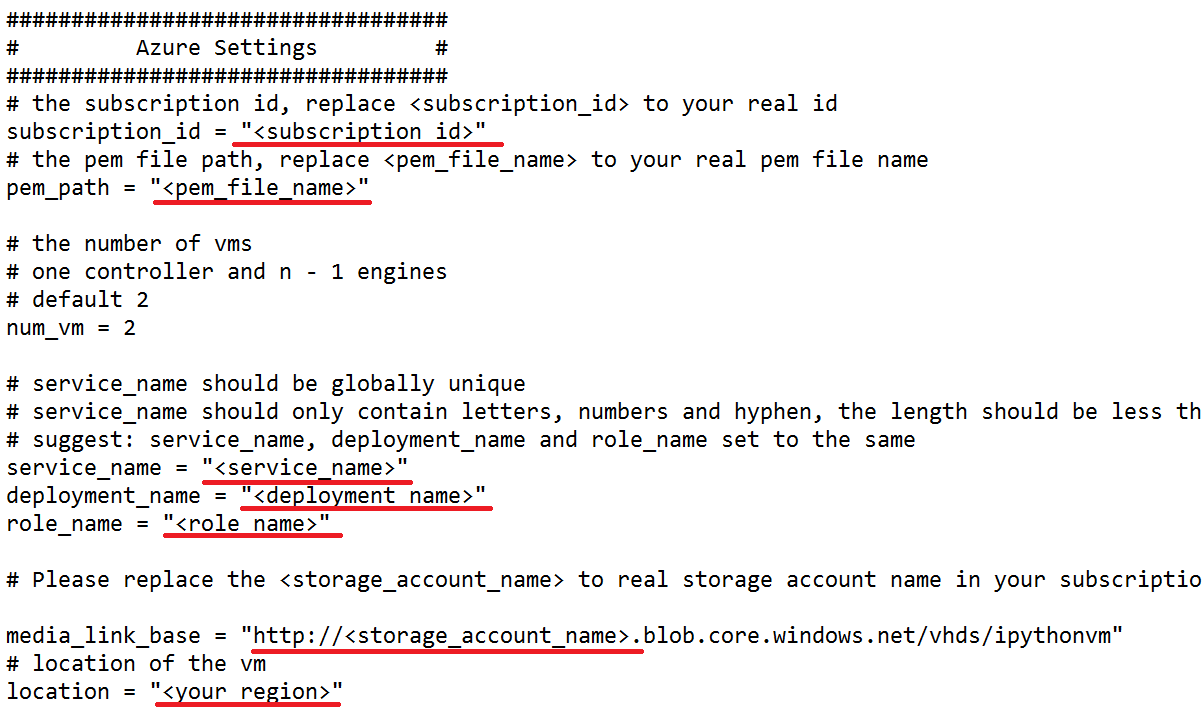 ##################################
#         Azure Settings         #
##################################
# the subscription id, replace <subscription_id> to your real id
subscription_id = "<subscription_id>"
# the pem file path, replace <pem_file_name> to your real pem file name
pem_path = "<pem_file_name>"
# the number of vms
# one controller and n - 1 engines
# default 2
num_vm = 2
# service_name should be globally unique
# service_name should only contain letters, numbers and hyphen, the length should be less th
# suggest: service_name, deployment_name and role_name set to the same
service_name = "<service_name>"
deployment_name = "<deployment_name>"
role_name = "<role_name>"
# Please replace the <storage_account_name> to real storage account name in your subscriptio
media_link_base = "http://<storage_account_name>.blob.core.windows.net/vhds/ipythonvm"
# location of the vm
location = "<your region>"